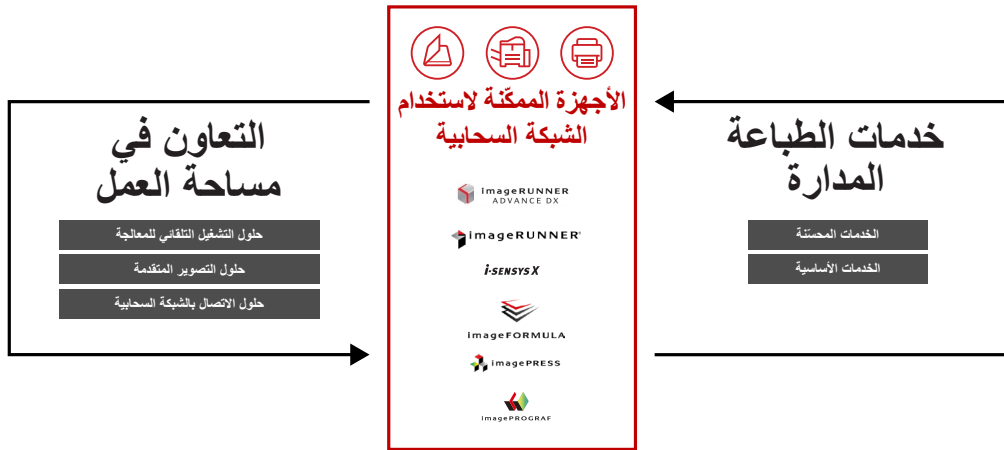 خدمات الطباعة
المدارة
الخدمات المحسّنة
الخدمات الأساسية
الأجهزة الممكّنة لاستخدام
الشبكة السحابية
imageRUNNER
ADVANCE DX
imageRUNNER
i-SENSYS X
imageFORMULA
imagePRESS
imagePROGRAF
التعاون في
مساحة العمل
حلول التشغيل التلقائي للمعالجة
حلول التصوير المتقدمة
حلول الاتصال بالشبكة السحابية